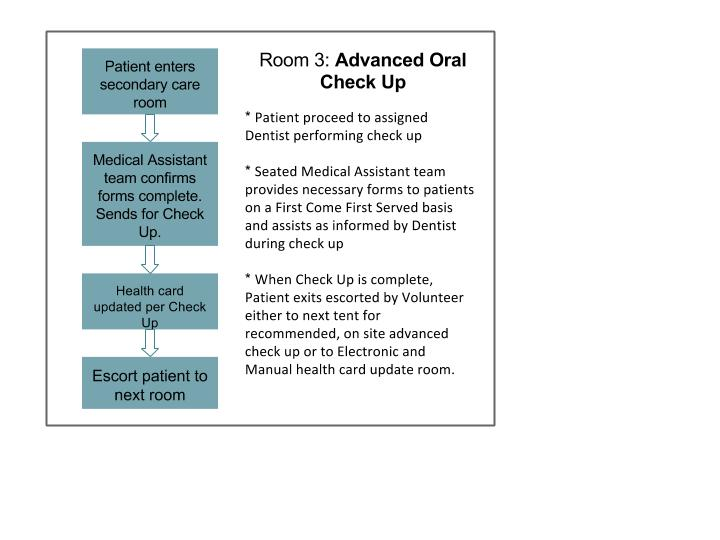 Patient enters
secondary care
room
Medical Assistant
team confirms
forms complete.
Sends for Check
Up.
Health card
updated per Check
Up
Escort patient to
next room
Room 3: Advanced Oral
Check Up
* Patient proceed to assigned
Dentist performing check up
* Seated Medical Assistant team
provides necessary forms to patients
on a First Come First Served basis
and assists as informed by Dentist
during check up
* When Check Up is complete,
Patient exits escorted by Volunteer
either to next tent for
recommended, on site advanced
check up or to Electronic and
Manual health card update room.